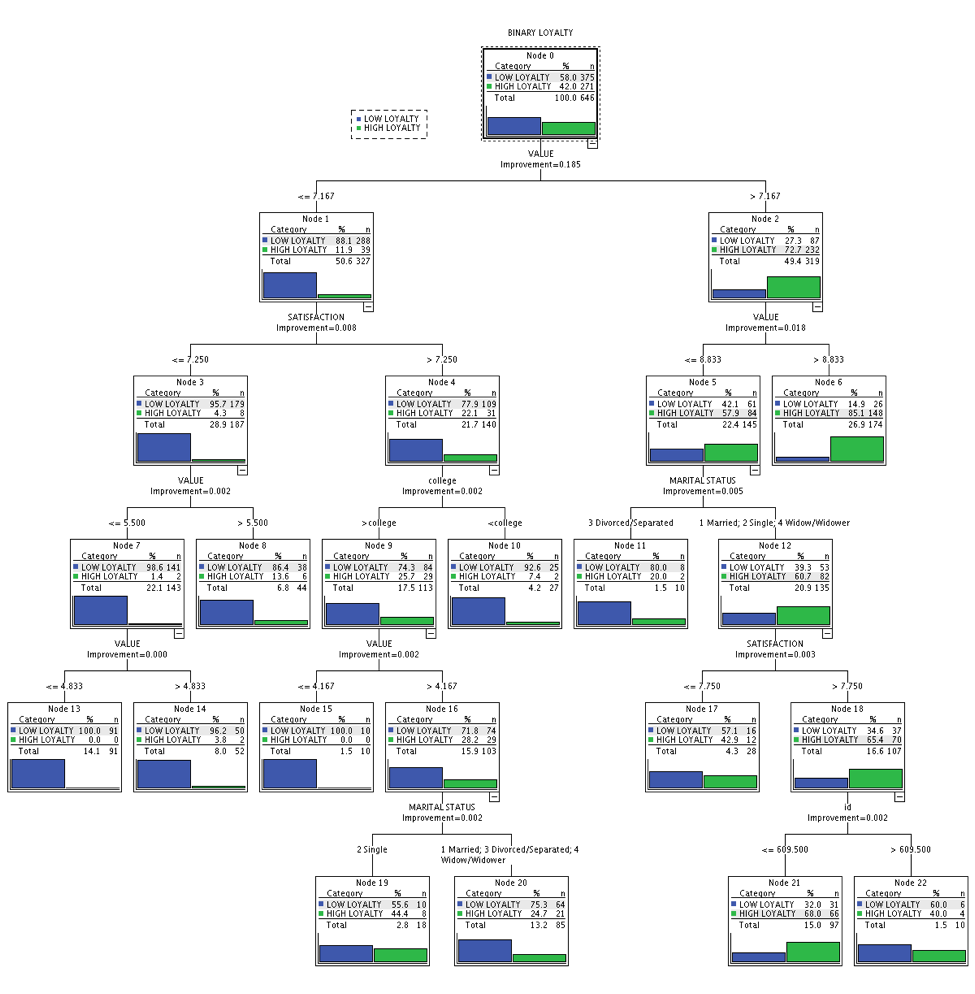 BINARY LOYALTY
Node 0
Category % n
LOW LOYALTY 58.0 375
HIGH LOYALTY 42.0 271
Total 100.0 646
LOW LOYALTY
HIGH LOYALTY
VALUE
Improvement=0.185
<= 7.167
> 7.167
Node 1
Category % n
LOW LOYALTY 88.1 288
HIGH LOYALTY 11.9 39
Total 50.6 327
Node 2
Category % n
LOW LOYALTY 27.3 87
HIGH LOYALTY 72.7 232
Total 49.4 319
SATISFACTION
Improvement=0.008
VALUE
Improvement=0.018
<= 7.250
> 7.250
<= 8.833
> 8.833
Node 3
Category % n
LOW LOYALTY 95.7 179
HIGH LOYALTY 4.3 8
Total 28.9 187
Node 4
Category % n
LOW LOYALTY 77.9 109
HIGH LOYALTY 22.1 31
Total 21.7 140
Node 5
Category % n
LOW LOYALTY 42.1 61
HIGH LOYALTY 57.9 84
Total 22.4 145
Node 6
Category % n
LOW LOYALTY 14.9 26
HIGH LOYALTY 85.1 148
Total 26.9 174
VALUE
Improvement=0.002
college
Improvement=0.002
MARITAL STATUS
Improvement=0.005
<= 5.500
> 5.500
>college
<college
3 Divorced/Separated
1 Married; 2 Single; 4 Widow/Widower
Node 7
Category % n
LOW LOYALTY 98.6 141
HIGH LOYALTY 1.4 2
Total 22.1 143
Node 8
Category % n
LOW LOYALTY 86.4 38
HIGH LOYALTY 13.6 6
Total 6.8 44
Node 9
Category % n
LOW LOYALTY 74.3 84
HIGH LOYALTY 25.7 29
Total 17.5 113
Node 10
Category % n
LOW LOYALTY 92.6 25
HIGH LOYALTY 7.4 2
Total 4.2 27
Node 11
Category % n
LOW LOYALTY 80.0 8
HIGH LOYALTY 20.0 2
Total 1.5 10
Node 12
Category % n
LOW LOYALTY 39.3 53
HIGH LOYALTY 60.7 82
Total 20.9 135
VALUE
Improvement=0.000
VALUE
Improvement=0.002
SATISFACTION
Improvement=0.003
<= 4.833
> 4.833
<= 4.167
> 4.167
<= 7.750
> 7.750
Node 13
Category % n
LOW LOYALTY 100.0 91
HIGH LOYALTY 0.0 0
Total 14.1 91
Node 14
Category % n
LOW LOYALTY 96.2 50
HIGH LOYALTY 3.8 2
Total 8.0 52
Node 15
Category % n
LOW LOYALTY 100.0 10
HIGH LOYALTY 0.0 0
Total 1.5 10
Node 16
Category % n
LOW LOYALTY 71.8 74
HIGH LOYALTY 28.2 29
Total 15.9 103
Node 17
Category % n
LOW LOYALTY 57.1 16
HIGH LOYALTY 42.9 12
Total 4.3 28
Node 18
Category % n
LOW LOYALTY 34.6 37
HIGH LOYALTY 65.4 70
Total 16.6 107
MARITAL STATUS
Improvement=0.002
id
Improvement=0.002
2 Single
1 Married; 3 Divorced/Separated; 4
Widow/Widower
<= 609.500
> 609.500
Node 19
Category % n
LOW LOYALTY 55.6 10
HIGH LOYALTY 44.4 8
Total 2.8 18
Node 20
Category % n
LOW LOYALTY 75.3 64
HIGH LOYALTY 24.7 21
Total 13.2 85
Node 21
Category % n
LOW LOYALTY 32.0 31
HIGH LOYALTY 68.0 66
Total 15.0 97
Node 22
Category % n
LOW LOYALTY 60.0 6
HIGH LOYALTY 40.0 4
Total 1.5 10